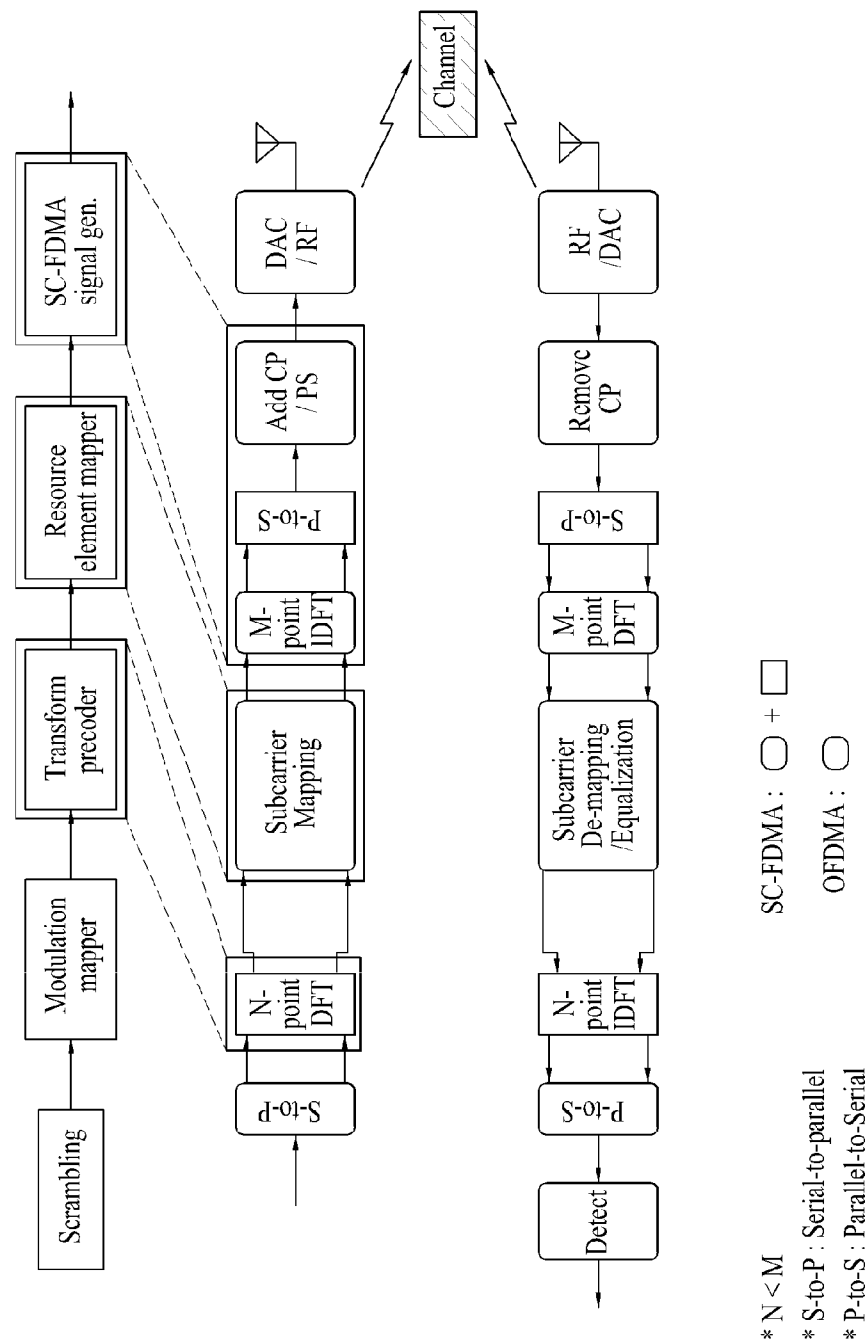 Scrambling
Modulation
mapper
Transform
precoder
Resource
element mapper
SC-FDMA
signal gen.
S-to-P
N-
point
DFT
Subcarrier
Mapping
M-
point
IDFT
P-to-S
Add CP
/ PS
DAC
/ RF
Channel
Detect
P-to-S
N-
point
IDFT
Subcarrier
De-mapping
/Equalization
M-
point
DFT
S-to-P
Remove
CP
RF
/DAC
* N < M
* S-to-P : Serial-to-parallel
* P-to-S : Parallel-to-Serial
SC-FDMA : +
OFDMA :